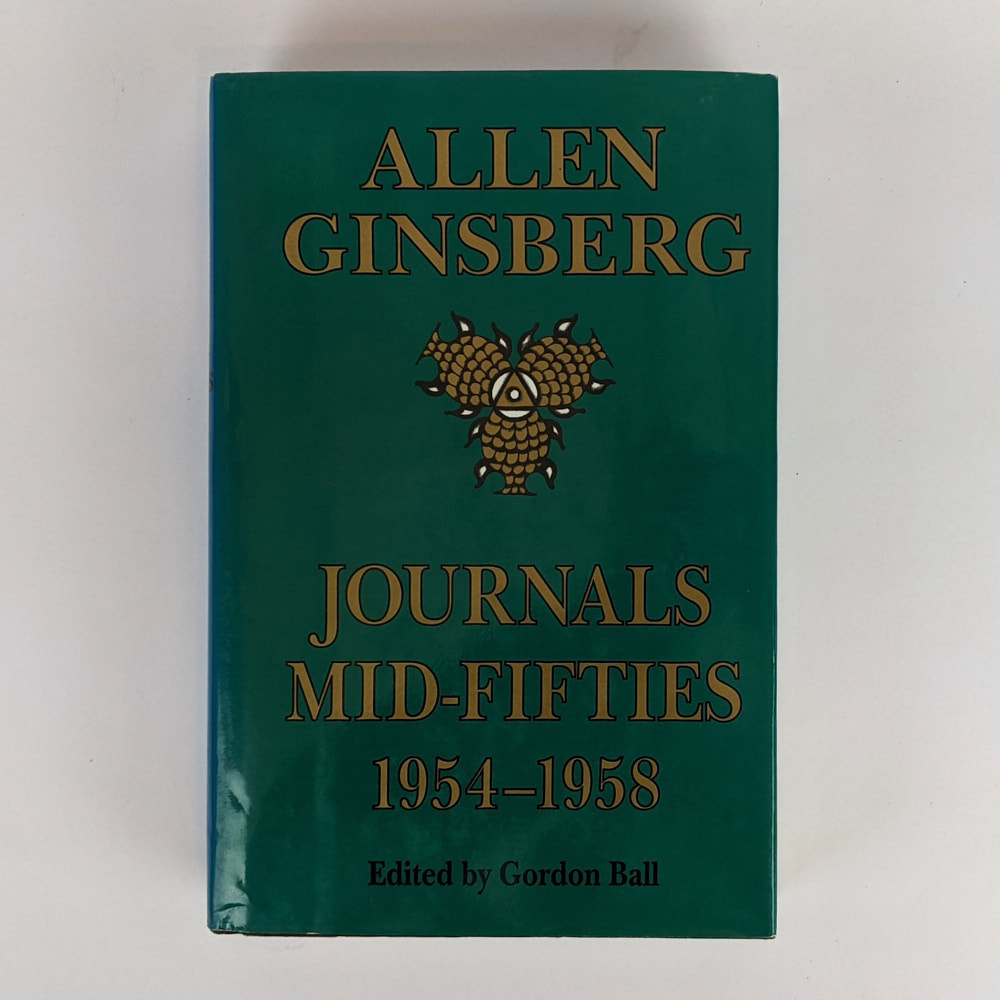 ALLEN
GINSBERG
JOURNALS
MID-FIFTIES
1954–1958
Edited by Gordon Ball